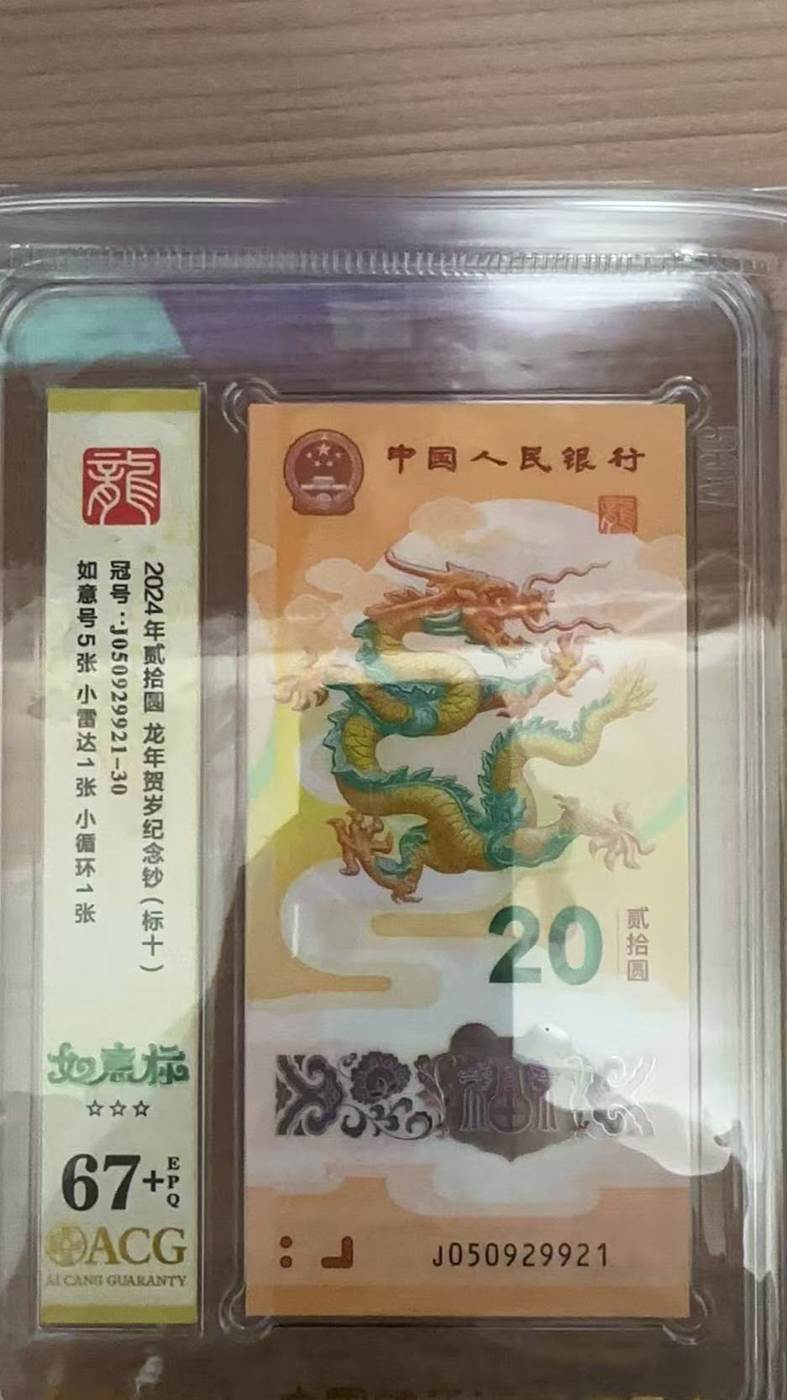 龍
2024年贰拾圆 龙年贺岁纪念钞(标十)
冠号:J050929921-30
如意号5张 小雷达1张 小循环1张
如意标
☆☆☆
67+EPQ
ACG
AI CANG GUARANTY
中国人民银行
龍
20
贰拾圆
福
J050929921
ACG